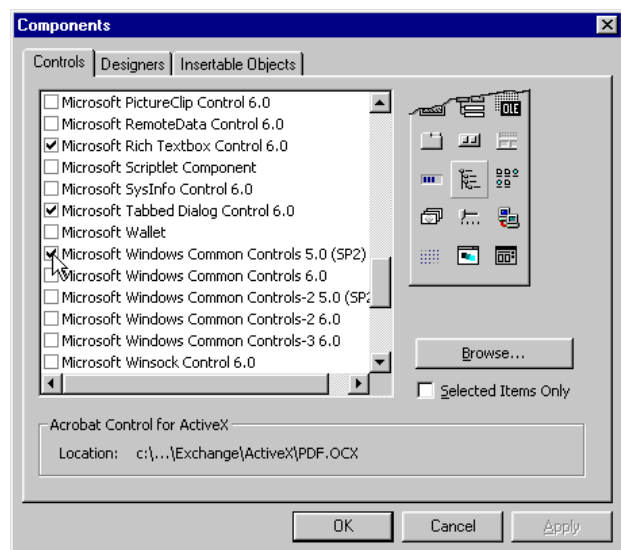 Components
Controls Designers Insertable Objects
Microsoft PictureClip Control 6.0
Microsoft RemoteData Control 6.0
Microsoft Rich Textbox Control 6.0
Microsoft Scriptlet Component
Microsoft SysInfo Control 6.0
Microsoft Tabbed Dialog Control 6.0
Microsoft Wallet
Microsoft Windows Common Controls 5.0 (SP2)
Microsoft Windows Common Controls 6.0
Microsoft Windows Common Controls-2 5.0 (SP2
Microsoft Windows Common Controls-2 6.0
Microsoft Windows Common Controls-3 6.0
Microsoft Winsock Control 6.0
OLE
Browse...
Selected Items Only
Acrobat Control for ActiveX
Location: c:\...\Exchange\ActiveX\PDF.OCX
OK Cancel Apply